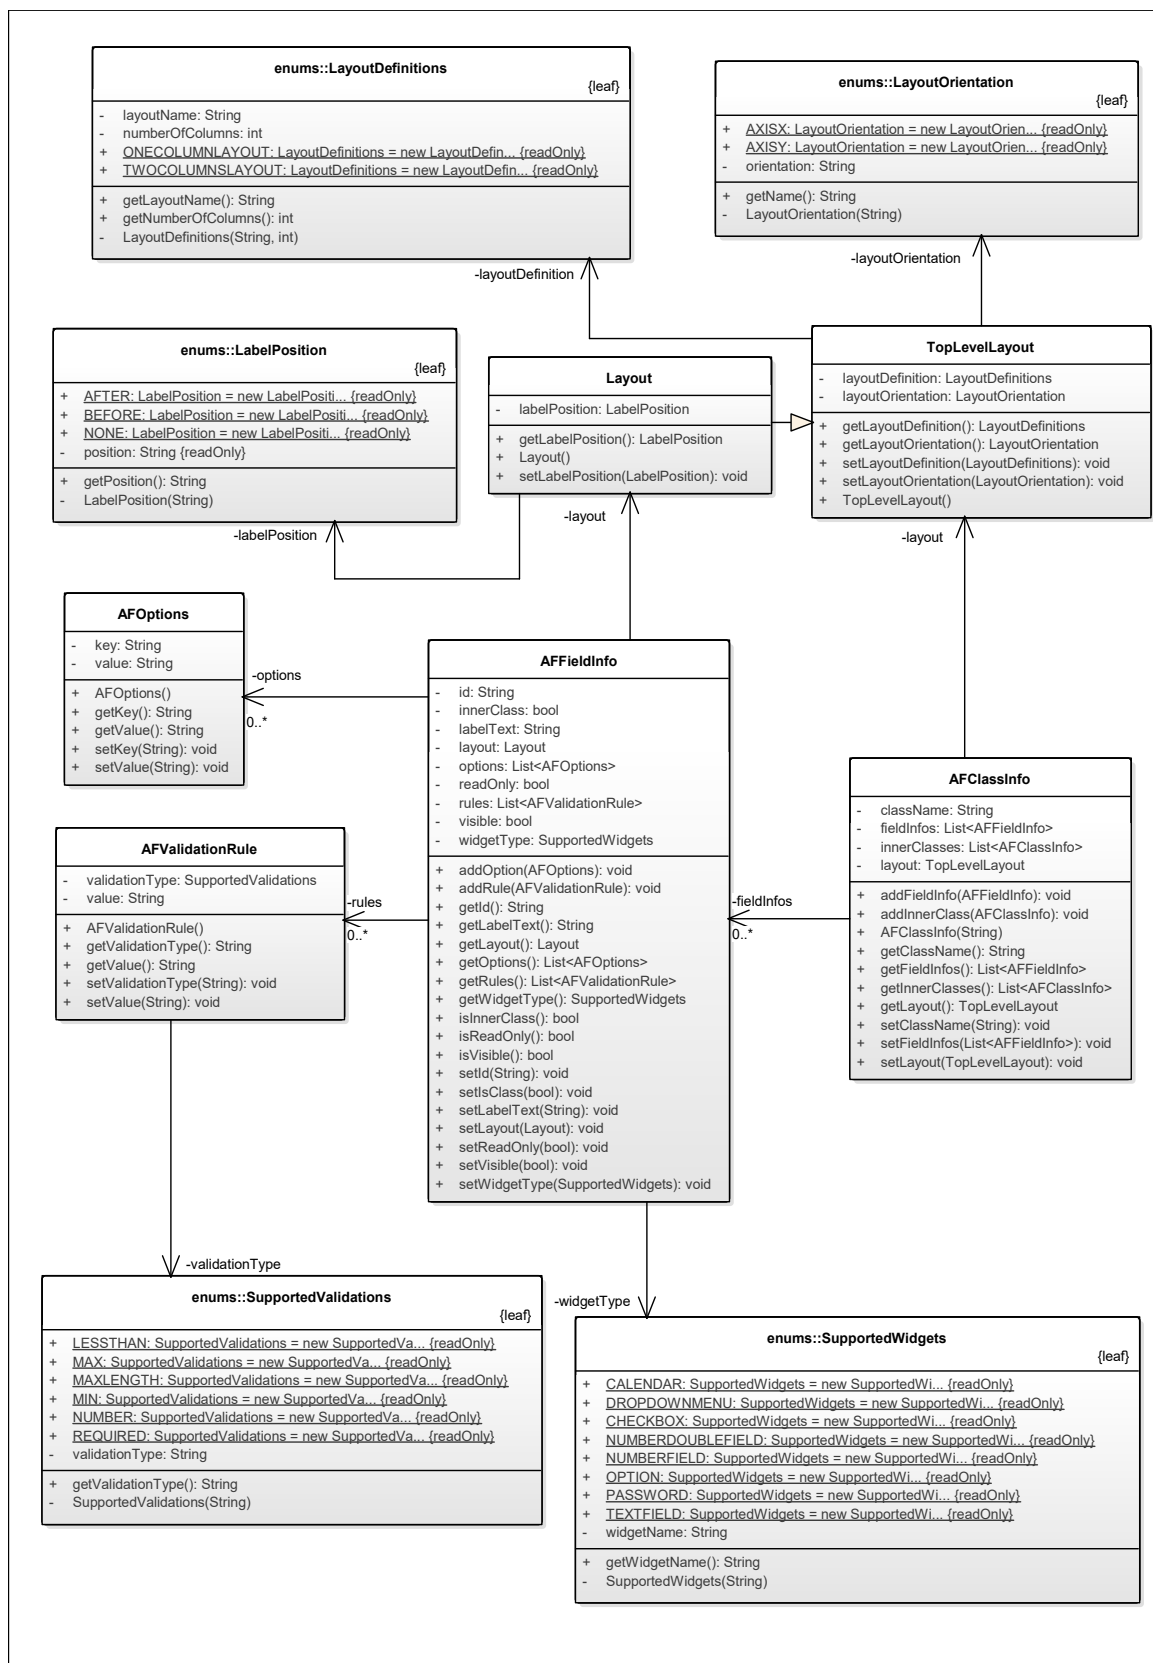 enums::LayoutDefinitions
{leaf}
- layoutName: String
- numberOfColumns: int
+ ONECOLUMNLAYOUT: LayoutDefinitions = new LayoutDefin... {readOnly}
+ TWOCOLUMNSLAYOUT: LayoutDefinitions = new LayoutDefin... {readOnly}
+ getLayoutName(): String
+ getNumberOfColumns(): int
- LayoutDefinitions(String, int)
enums::LayoutOrientation
{leaf}
+ AXISX: LayoutOrientation = new LayoutOrien... {readOnly}
+ AXISY: LayoutOrientation = new LayoutOrien... {readOnly}
- orientation: String
+ getName(): String
- LayoutOrientation(String)
-layoutDefinition
-layoutOrientation
enums::LabelPosition
{leaf}
+ AFTER: LabelPosition = new LabelPositi... {readOnly}
+ BEFORE: LabelPosition = new LabelPositi... {readOnly}
+ NONE: LabelPosition = new LabelPositi... {readOnly}
- position: String {readOnly}
+ getPosition(): String
- LabelPosition(String)
Layout
- labelPosition: LabelPosition
+ getLabelPosition(): LabelPosition
+ Layout()
+ setLabelPosition(LabelPosition): void
TopLevelLayout
- layoutDefinition: LayoutDefinitions
- layoutOrientation: LayoutOrientation
+ getLayoutDefinition(): LayoutDefinitions
+ getLayoutOrientation(): LayoutOrientation
+ setLayoutDefinition(LayoutDefinitions): void
+ setLayoutOrientation(LayoutOrientation): void
+ TopLevelLayout()
-labelPosition
-layout
-layout
AFOptions
- key: String
- value: String
+ AFOptions()
+ getKey(): String
+ getValue(): String
+ setKey(String): void
+ setValue(String): void
-options
0..*
AFFieldInfo
- id: String
- innerClass: bool
- labelText: String
- layout: Layout
- options: List<AFOptions>
- readOnly: bool
- rules: List<AFValidationRule>
- visible: bool
- widgetType: SupportedWidgets
+ addOption(AFOptions): void
+ addRule(AFValidationRule): void
+ getId(): String
+ getLabelText(): String
+ getLayout(): Layout
+ getOptions(): List<AFOptions>
+ getRules(): List<AFValidationRule>
+ getWidgetType(): SupportedWidgets
+ isInnerClass(): bool
+ isReadOnly(): bool
+ isVisible(): bool
+ setId(String): void
+ setIsClass(bool): void
+ setLabelText(String): void
+ setLayout(Layout): void
+ setReadOnly(bool): void
+ setVisible(bool): void
+ setWidgetType(SupportedWidgets): void
AFClassInfo
- className: String
- fieldInfos: List<AFFieldInfo>
- innerClasses: List<AFClassInfo>
- layout: TopLevelLayout
+ addFieldInfo(AFFieldInfo): void
+ addInnerClass(AFClassInfo): void
+ AFClassInfo(String)
+ getClassName(): String
+ getFieldInfos(): List<AFFieldInfo>
+ getInnerClasses(): List<AFClassInfo>
+ getLayout(): TopLevelLayout
+ setClassName(String): void
+ setFieldInfos(List<AFFieldInfo>): void
+ setLayout(TopLevelLayout): void
-fieldInfos
0..*
AFValidationRule
- validationType: SupportedValidations
- value: String
+ AFValidationRule()
+ getValidationType(): String
+ getValue(): String
+ setValidationType(String): void
+ setValue(String): void
-rules
0..*
-validationType
enums::SupportedValidations
{leaf}
+ LESSTHAN: SupportedValidations = new SupportedVa... {readOnly}
+ MAX: SupportedValidations = new SupportedVa... {readOnly}
+ MAXLENGTH: SupportedValidations = new SupportedVa... {readOnly}
+ MIN: SupportedValidations = new SupportedVa... {readOnly}
+ NUMBER: SupportedValidations = new SupportedVa... {readOnly}
+ REQUIRED: SupportedValidations = new SupportedVa... {readOnly}
- validationType: String
+ getValidationType(): String
- SupportedValidations(String)
-widgetType
enums::SupportedWidgets
{leaf}
+ CALENDAR: SupportedWidgets = new SupportedWi... {readOnly}
+ DROPDOWNMENU: SupportedWidgets = new SupportedWi... {readOnly}
+ CHECKBOX: SupportedWidgets = new SupportedWi... {readOnly}
+ NUMBERDOUBLEFIELD: SupportedWidgets = new SupportedWi... {readOnly}
+ NUMBERFIELD: SupportedWidgets = new SupportedWi... {readOnly}
+ OPTION: SupportedWidgets = new SupportedWi... {readOnly}
+ PASSWORD: SupportedWidgets = new SupportedWi... {readOnly}
+ TEXTFIELD: SupportedWidgets = new SupportedWi... {readOnly}
- widgetName: String
+ getWidgetName(): String
- SupportedWidgets(String)